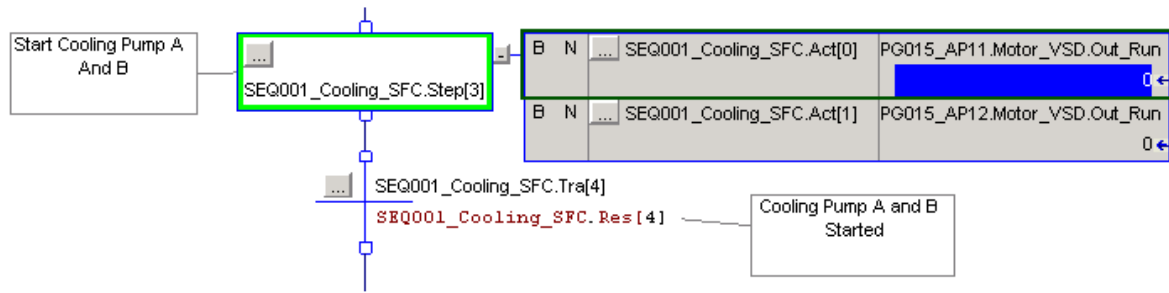 Start Cooling Pump A
And B
...
SEQ001_Cooling_SFC.Step[3]
-
B N ... SEQ001_Cooling_SFC.Act[0] PG015_AP11.Motor_VSD.Out_Run
0
B N ... SEQ001_Cooling_SFC.Act[1] PG015_AP12.Motor_VSD.Out_Run
0
... SEQ001_Cooling_SFC.Tra[4]
SEQ001_Cooling_SFC.Res[4]
Cooling Pump A and B
Started